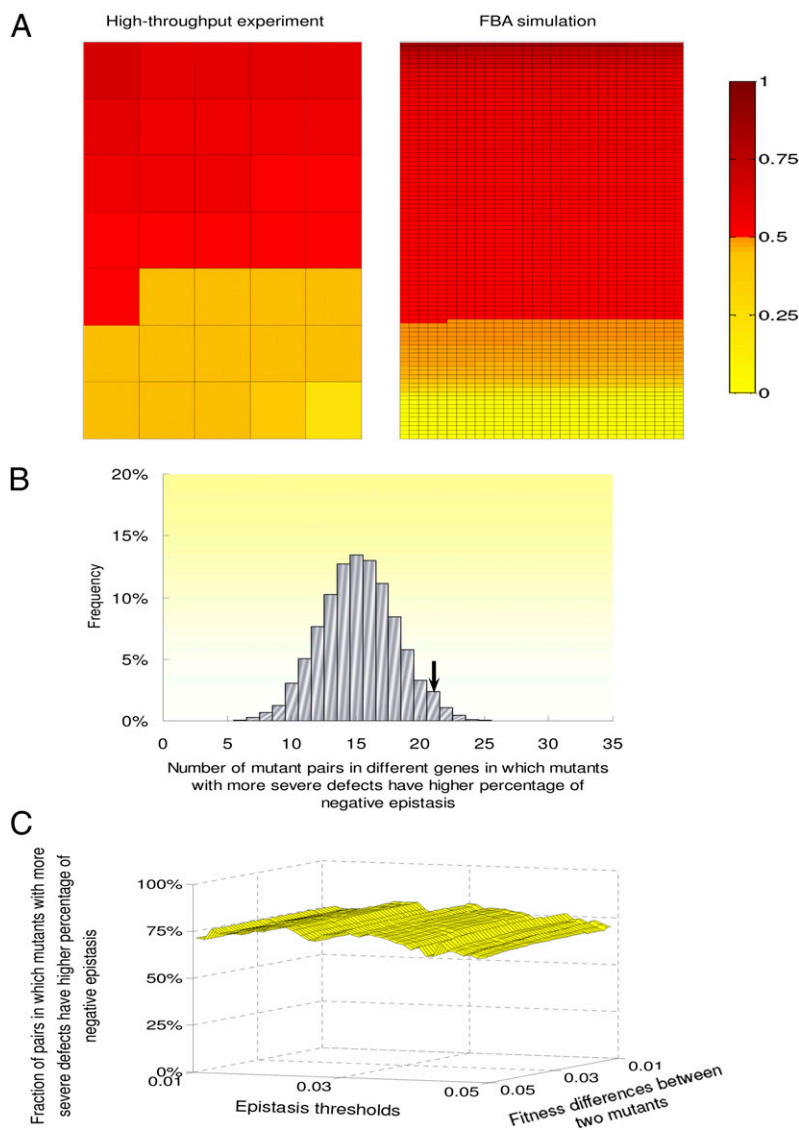 A
High-throughput experiment
FBA simulation
1
0.75
0.5
0.25
0
B
20%
15%
10%
5%
0%
Frequency
0 5 10 15 20 25 30 35
Number of mutant pairs in different genes in which mutants
with more severe defects have higher percentage of
negative epistasis
C
Fraction of pairs in which mutants with more
severe defects have higher percentage of
negative epistasis
100%
75%
50%
25%
0%
0.01
0.03
0.05
Epistasis thresholds
0.05
0.03
0.01
Fitness differences between
two mutants